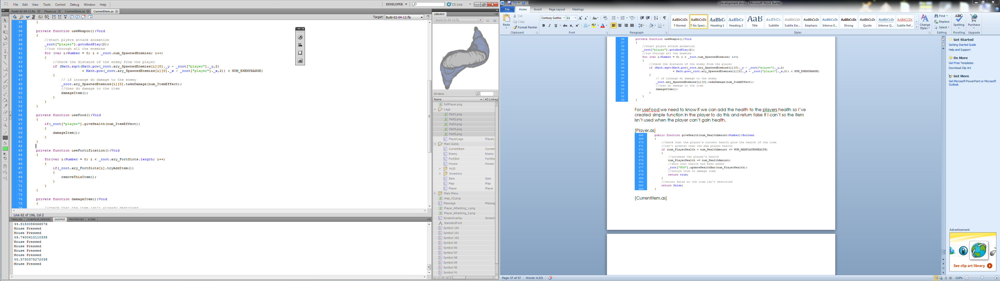 File Edit View Tools Control Debug Window Help
DEVELOPER
CS Live
Build-02-04-12.fla Player.as CurrentItem.as CurrentItem.as
Target: Build-02-04-12.fla
34 }
35
36 private function useWeapon():Void
37 {
38 //start plyers attack animation
39 _root["player"].gotoAndPlay(2);
40 //run through all the enemies
41 for (var i:Number = 0; i < _root.num_SpawnedEnemies; i++)
42 {
43 //check the distance of the enemy from the player
44 if (Math.sqrt(Math.pow(_root.ary_SpawnedEnemies[i][0]._y - _root["player"]._y,2)
45 + Math.pow(_root.ary_SpawnedEnemies[i][0]._x - _root["player"]._x,2)) < NUM_ENEMYRANGE)
46 {
47 // if inrange do damage to the enemy
48 _root.ary_SpawnedEnemies[i][0].takeDamage(num_ItemEffect);
49 //then do damage to the item
50 damageItem();
51 }
52 }
53 }
54
55 private function useFood():Void
56 {
57 if(_root["player"].giveHealth(num_ItemEffect))
58 {
59 damageItem();
60 }
61 }
62
63 private function useFortification():Void
64 {
65 for(var i:Number = 0; i < _root.ary_FortSlots.length; i++)
66 {
67 if(_root.ary_FortSlots[i].tryAddItem())
68 {
69 removeThisItem();
70 }
71 }
72 }
73
74 private function damageItem():Void
75 {
76 //check that the item isn't already destroyed
Line 62 of 106, Col 2
TIMELINE COMPILER ERRORS OUTPUT PROPERTIES SCENE
44.8150086466576
Mouse Pressed
Mouse Pressed
59.7400410110338
Mouse Pressed
Mouse Pressed
Mouse Pressed
Mouse Pressed
55.5730375272038
Mouse Pressed
LIBRARY
Build-02-04-12.fla
154 items
Name AS Linkag
fullPlayer.png
Legs
Part1.png
Part2.png
Part3.png
Part4.png
Part5.png
PlayerLegs PlayerL
Main Game
CurrentItem Current
Enemy Enemy
FortSlot FortSlo
House House
HUD
Inventory
Item Item
Map Map
Player Player
Main Menu
map_V2.png
Message Messag
Player_Attacking_1.png
Player_Attacking_2.png
ScreenOverlay ScreenO
StandardFont
Symbol 100
Symbol 101
Symbol 102
Symbol 85
Symbol 86
Symbol 87
Symbol 88
Symbol 89
Symbol 90
Symbol 91
Development.docx - Microsoft Word Starter
File Home Insert Page Layout Mailings
Paste
Cut
Copy
Format Painter
Clipboard
Century Gothic 11
Font
Paragraph
AaBbCcDc ¶ Normal
AaBbCcDc ¶ No Spaci...
AaBbC Heading 1
AaBbCc Heading 2
AaB Title
AaBbCc. Subtitle
AaBbCcDc Subtle Em...
AaBbCcDc Emphasis
AaBbCcDc Intense E...
AaBbCcDc Strong
AaBbCcDc Quote
AaBbCcDc Intense Q...
AABBCCDC Subtle Ref...
Styles
Change Styles
Find
Replace
Select
Editing
Spelling
Proofing
Purchase
Upgrade
36 private function useWeapon():Void
37 {
38 //start plyers attack animation
39 _root["player"].gotoAndPlay(2);
40 //run through all the enemies
41 for (var i:Number = 0; i < _root.num_SpawnedEnemies; i++)
42 {
43 //check the distance of the enemy from the player
44 if (Math.sqrt(Math.pow(_root.ary_SpawnedEnemies[i][0]._y - _root["player"]._y,2)
45 + Math.pow(_root.ary_SpawnedEnemies[i][0]._x - _root["player"]._x,2)) < NUM_ENEMYRANGE)
46 {
47 // if inrange do damage to the enemy
48 _root.ary_SpawnedEnemies[i][0].takeDamage(num_ItemEffect);
49 //then do damage to the item
50 damageItem();
51 }
52 }
53 }
For useFood we need to know if we can add the health to the players health so I've
created simple function in the player to do this and return false if I can't so the item
isn't used when the player can't gain health.
[Player.as]
368 public function giveHealth(num_HealthAmount:Number):Boolean
369 {
370 //check that the player's current health plus the health of the item
371 //isn't greater than the max player health
372 if (num_PlayerHealth + num_HealthAmount <= NUM_MAXPLAYERHEALTH)
373 {
374 //increase the player's health
375 num_PlayerHealth += num_HealthAmount;
376 //show that health has been added
377 _root["HUD"].updateHealthBar(num_PlayerHealth);
378 //return true to damage item
379 return true;
380 }
381 //return false so the item isn't destoried
382 return false;
383 }
[CurrentItem.as]
Get Started
Getting Started Guide
Help and Support
Do More
Get Free Templates
Download Clip Art
Get More
Get Microsoft PowerPoint or Microsoft
Outlook
Advertisement
See clip art library
Page: 57 of 57 Words: 4,521
110%